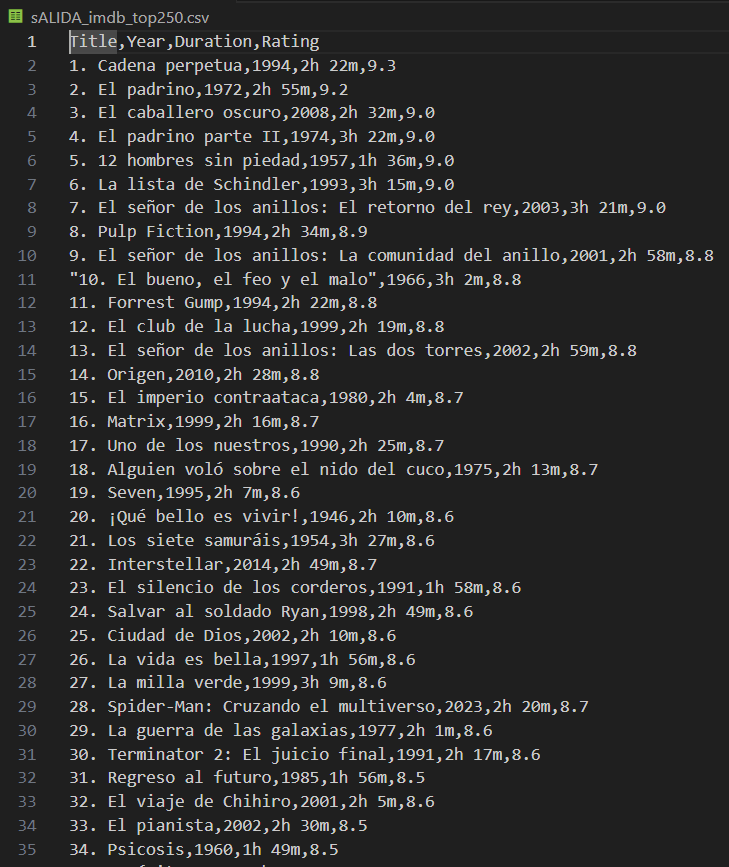 sALIDA_imdb_top250.csv
1 Title,Year,Duration,Rating
2 1. Cadena perpetua,1994,2h 22m,9.3
3 2. El padrino,1972,2h 55m,9.2
4 3. El caballero oscuro,2008,2h 32m,9.0
5 4. El padrino parte II,1974,3h 22m,9.0
6 5. 12 hombres sin piedad,1957,1h 36m,9.0
7 6. La lista de Schindler,1993,3h 15m,9.0
8 7. El señor de los anillos: El retorno del rey,2003,3h 21m,9.0
9 8. Pulp Fiction,1994,2h 34m,8.9
10 9. El señor de los anillos: La comunidad del anillo,2001,2h 58m,8.8
11 "10. El bueno, el feo y el malo",1966,3h 2m,8.8
12 11. Forrest Gump,1994,2h 22m,8.8
13 12. El club de la lucha,1999,2h 19m,8.8
14 13. El señor de los anillos: Las dos torres,2002,2h 59m,8.8
15 14. Origen,2010,2h 28m,8.8
16 15. El imperio contraataca,1980,2h 4m,8.7
17 16. Matrix,1999,2h 16m,8.7
18 17. Uno de los nuestros,1990,2h 25m,8.7
19 18. Alguien voló sobre el nido del cuco,1975,2h 13m,8.7
20 19. Seven,1995,2h 7m,8.6
21 20. ¡Qué bello es vivir!,1946,2h 10m,8.6
22 21. Los siete samuráis,1954,3h 27m,8.6
23 22. Interstellar,2014,2h 49m,8.7
24 23. El silencio de los corderos,1991,1h 58m,8.6
25 24. Salvar al soldado Ryan,1998,2h 49m,8.6
26 25. Ciudad de Dios,2002,2h 10m,8.6
27 26. La vida es bella,1997,1h 56m,8.6
28 27. La milla verde,1999,3h 9m,8.6
29 28. Spider-Man: Cruzando el multiverso,2023,2h 20m,8.7
30 29. La guerra de las galaxias,1977,2h 1m,8.6
31 30. Terminator 2: El juicio final,1991,2h 17m,8.6
32 31. Regreso al futuro,1985,1h 56m,8.5
33 32. El viaje de Chihiro,2001,2h 5m,8.6
34 33. El pianista,2002,2h 30m,8.5
35 34. Psicosis,1960,1h 49m,8.5